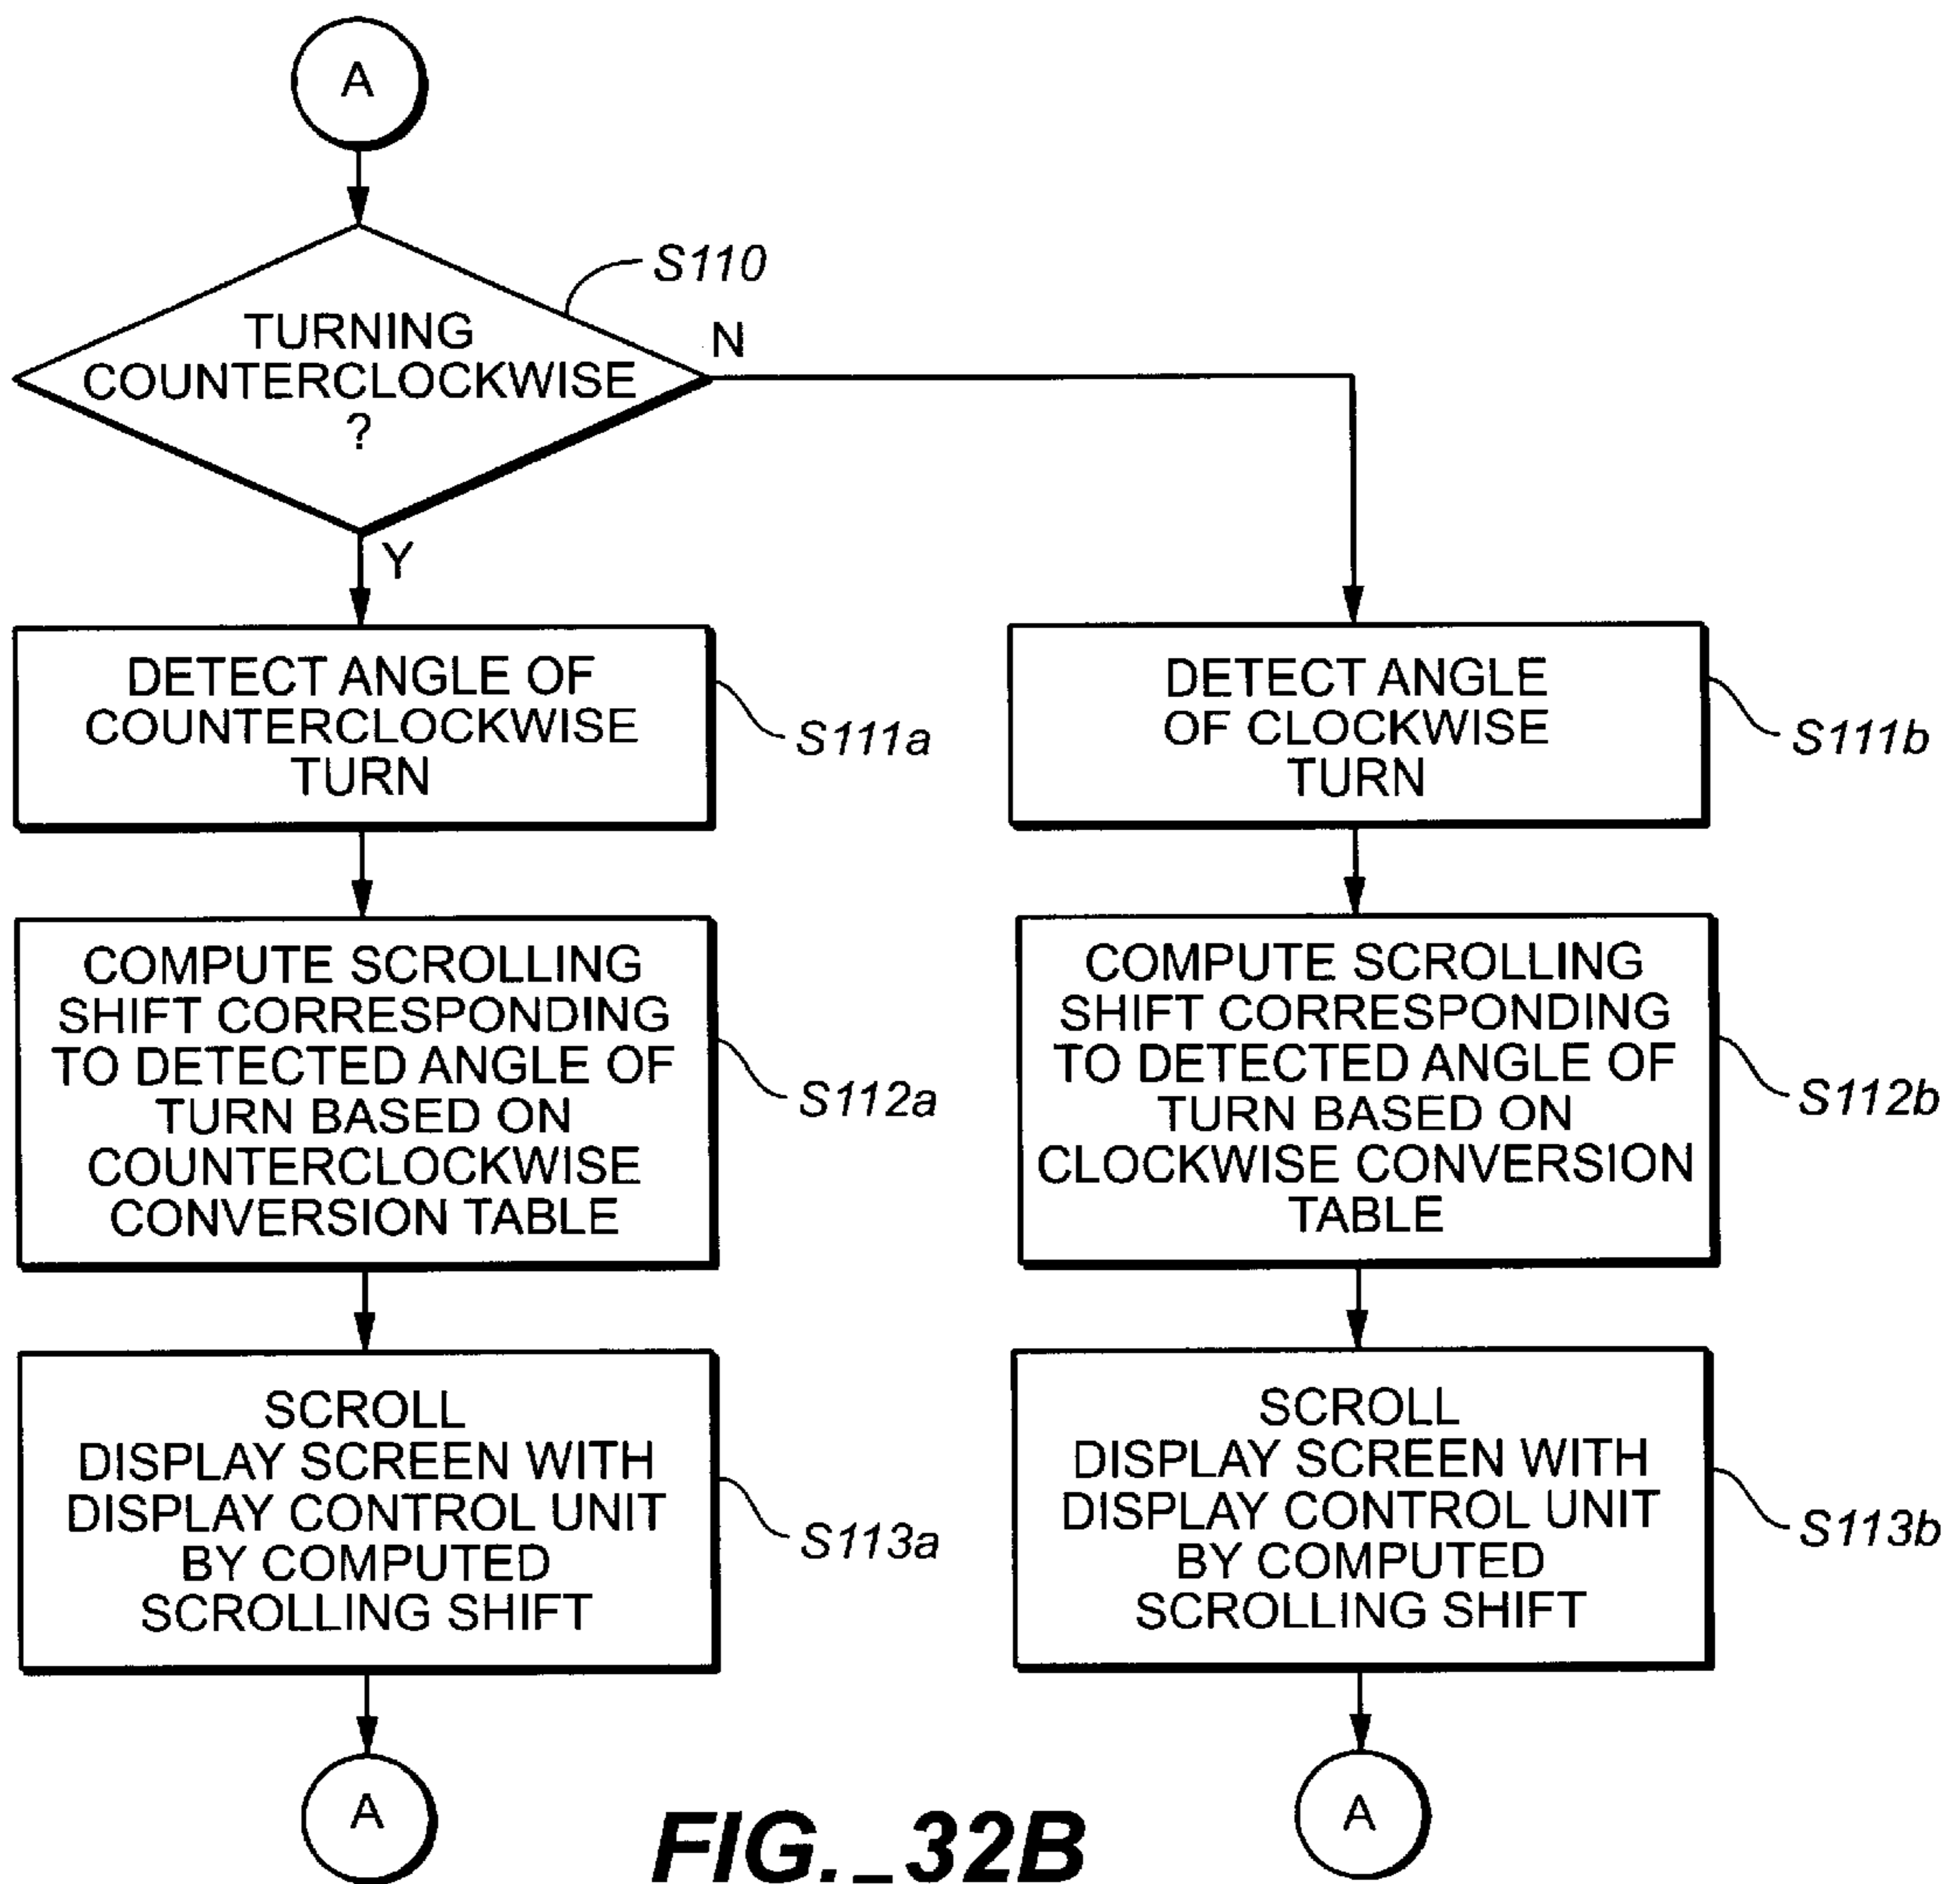 A
S110
TURNING
COUNTERCLOCKWISE
?
N
Y
DETECT ANGLE OF
COUNTERCLOCKWISE
TURN
S111a
COMPUTE SCROLLING
SHIFT CORRESPONDING
TO DETECTED ANGLE OF
TURN BASED ON
COUNTERCLOCKWISE
CONVERSION TABLE
S112a
SCROLL
DISPLAY SCREEN WITH
DISPLAY CONTROL UNIT
BY COMPUTED
SCROLLING SHIFT
S113a
A
DETECT ANGLE
OF CLOCKWISE
TURN
S111b
COMPUTE SCROLLING
SHIFT CORRESPONDING
TO DETECTED ANGLE OF
TURN BASED ON
CLOCKWISE CONVERSION
TABLE
S112b
SCROLL
DISPLAY SCREEN WITH
DISPLAY CONTROL UNIT
BY COMPUTED
SCROLLING SHIFT
S113b
A
FIG._32B